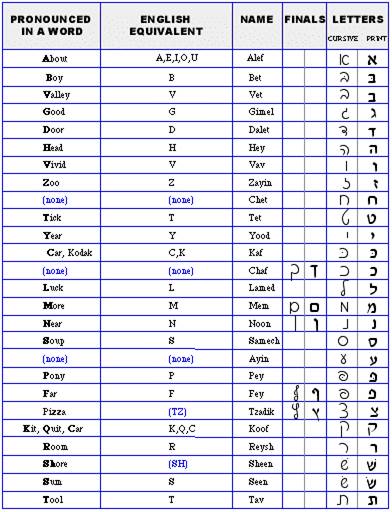 PRONOUNCED IN A WORD ENGLISH EQUIVALENT NAME FINALS LETTERS
CURSIVE PRINT
About A,E,I,O,U Alef א א
Boy B Bet בּ בּ
Valley V Vet ב ב
Good G Gimel ג ג
Door D Dalet ד ד
Head H Hey ה ה
Vivid V Vav ו ו
Zoo Z Zayin ז ז
(none) (none) Chet ח ח
Tick T Tet ט ט
Year Y Yood י י
Car, Kodak C,K Kaf כּ כּ
(none) (none) Chaf ך ך כ כ
Luck L Lamed ל ל
More M Mem ם ם מ מ
Near N Noon ן ן נ נ
Soup S Samech ס ס
(none) (none) Ayin ע ע
Pony P Pey פּ פּ
Far F Fey ף ף פ פ
Pizza (TZ) Tzadik ץ ץ צ צ
Kit, Quit, Car K,Q,C Koof ק ק
Room R Reysh ר ר
Shore (SH) Sheen שׁ שׁ
Sum S Seen שׂ שׂ
Tool T Tav ת ת